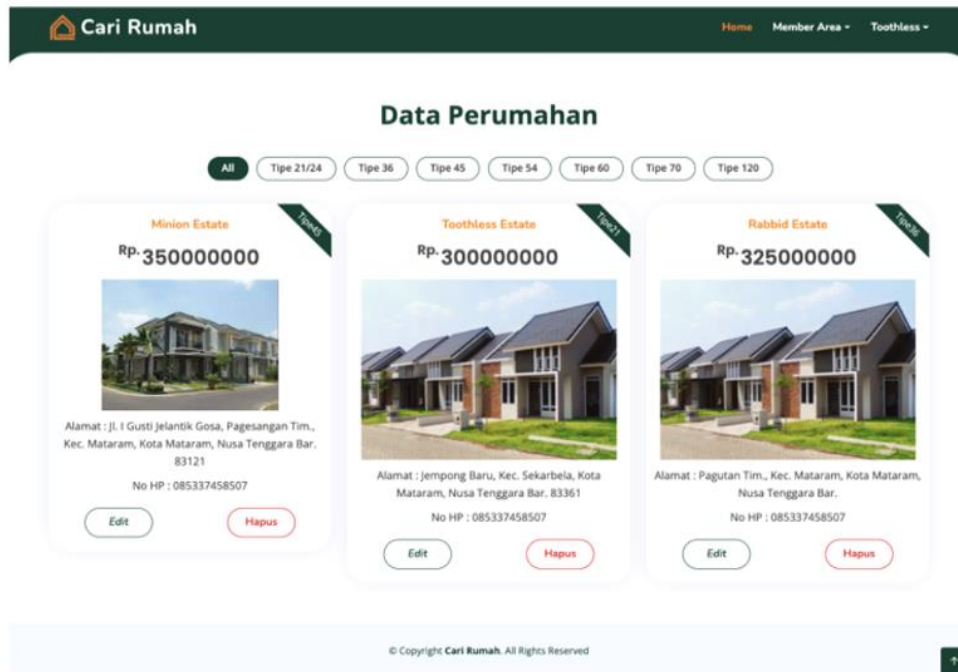 Cari Rumah
Home Member Area Toothless
Data Perumahan
All Tipe 21/24 Tipe 36 Tipe 45 Tipe 54 Tipe 60 Tipe 70 Tipe 120
Minion Estate
Tipe45
Rp. 350000000
Alamat : Jl. I Gusti Jelantik Gosa, Pagesangan Tim.,
Kec. Mataram, Kota Mataram, Nusa Tenggara Bar.
83121
No HP : 085337458507
Edit Hapus
Toothless Estate
Tipe21
Rp. 300000000
Alamat : Jempong Baru, Kec. Sekarbela, Kota
Mataram, Nusa Tenggara Bar. 83361
No HP : 085337458507
Edit Hapus
Rabbid Estate
Tipe36
Rp. 325000000
Alamat : Pagutan Tim., Kec. Mataram, Kota Mataram,
Nusa Tenggara Bar.
No HP : 085337458507
Edit Hapus
© Copyright Cari Rumah. All Rights Reserved